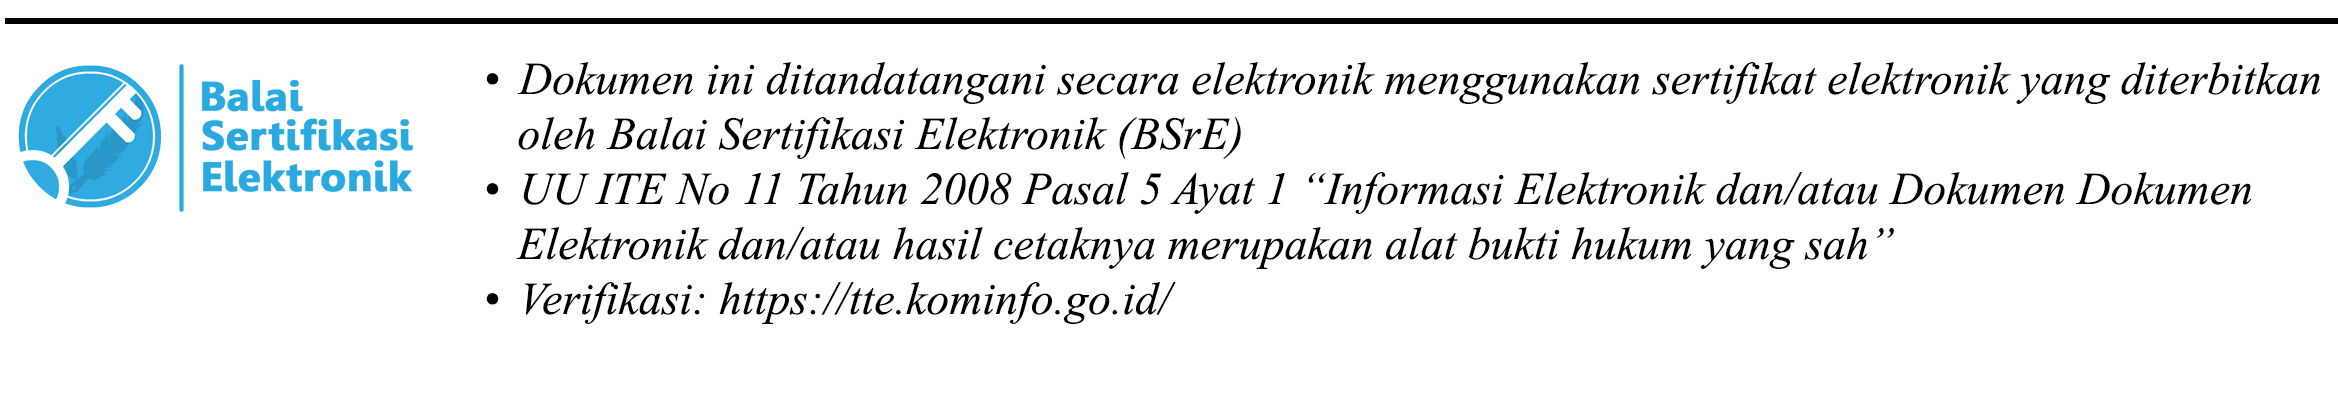 Balai
Sertifikasi
Elektronik
• Dokumen ini ditandatangani secara elektronik menggunakan sertifikat elektronik yang diterbitkan
oleh Balai Sertifikasi Elektronik (BSrE)
• UU ITE No 11 Tahun 2008 Pasal 5 Ayat 1 “Informasi Elektronik dan/atau Dokumen Dokumen
Elektronik dan/atau hasil cetaknya merupakan alat bukti hukum yang sah”
• Verifikasi: https://tte.kominfo.go.id/